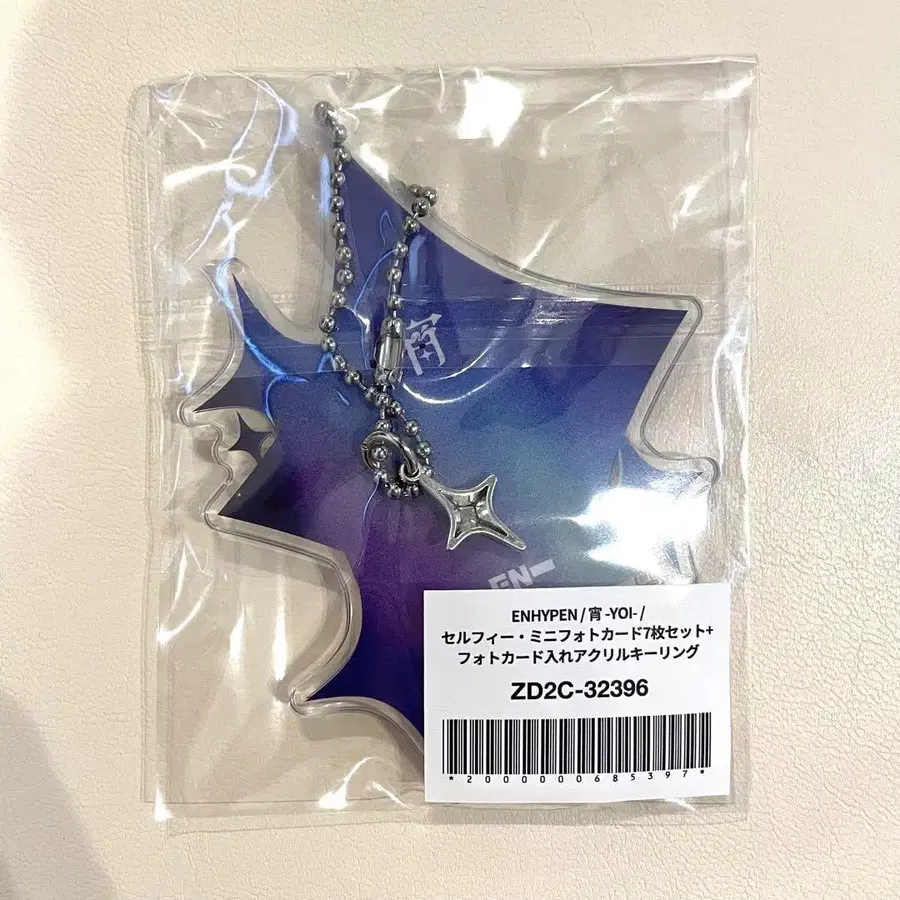 宵
EN–
ENHYPEN / 宵 -YOI- /
セルフィー・ミニフォトカード7枚セット+
フォトカード入れアクリルキーリング
ZD2C-32396
*2000000685397*